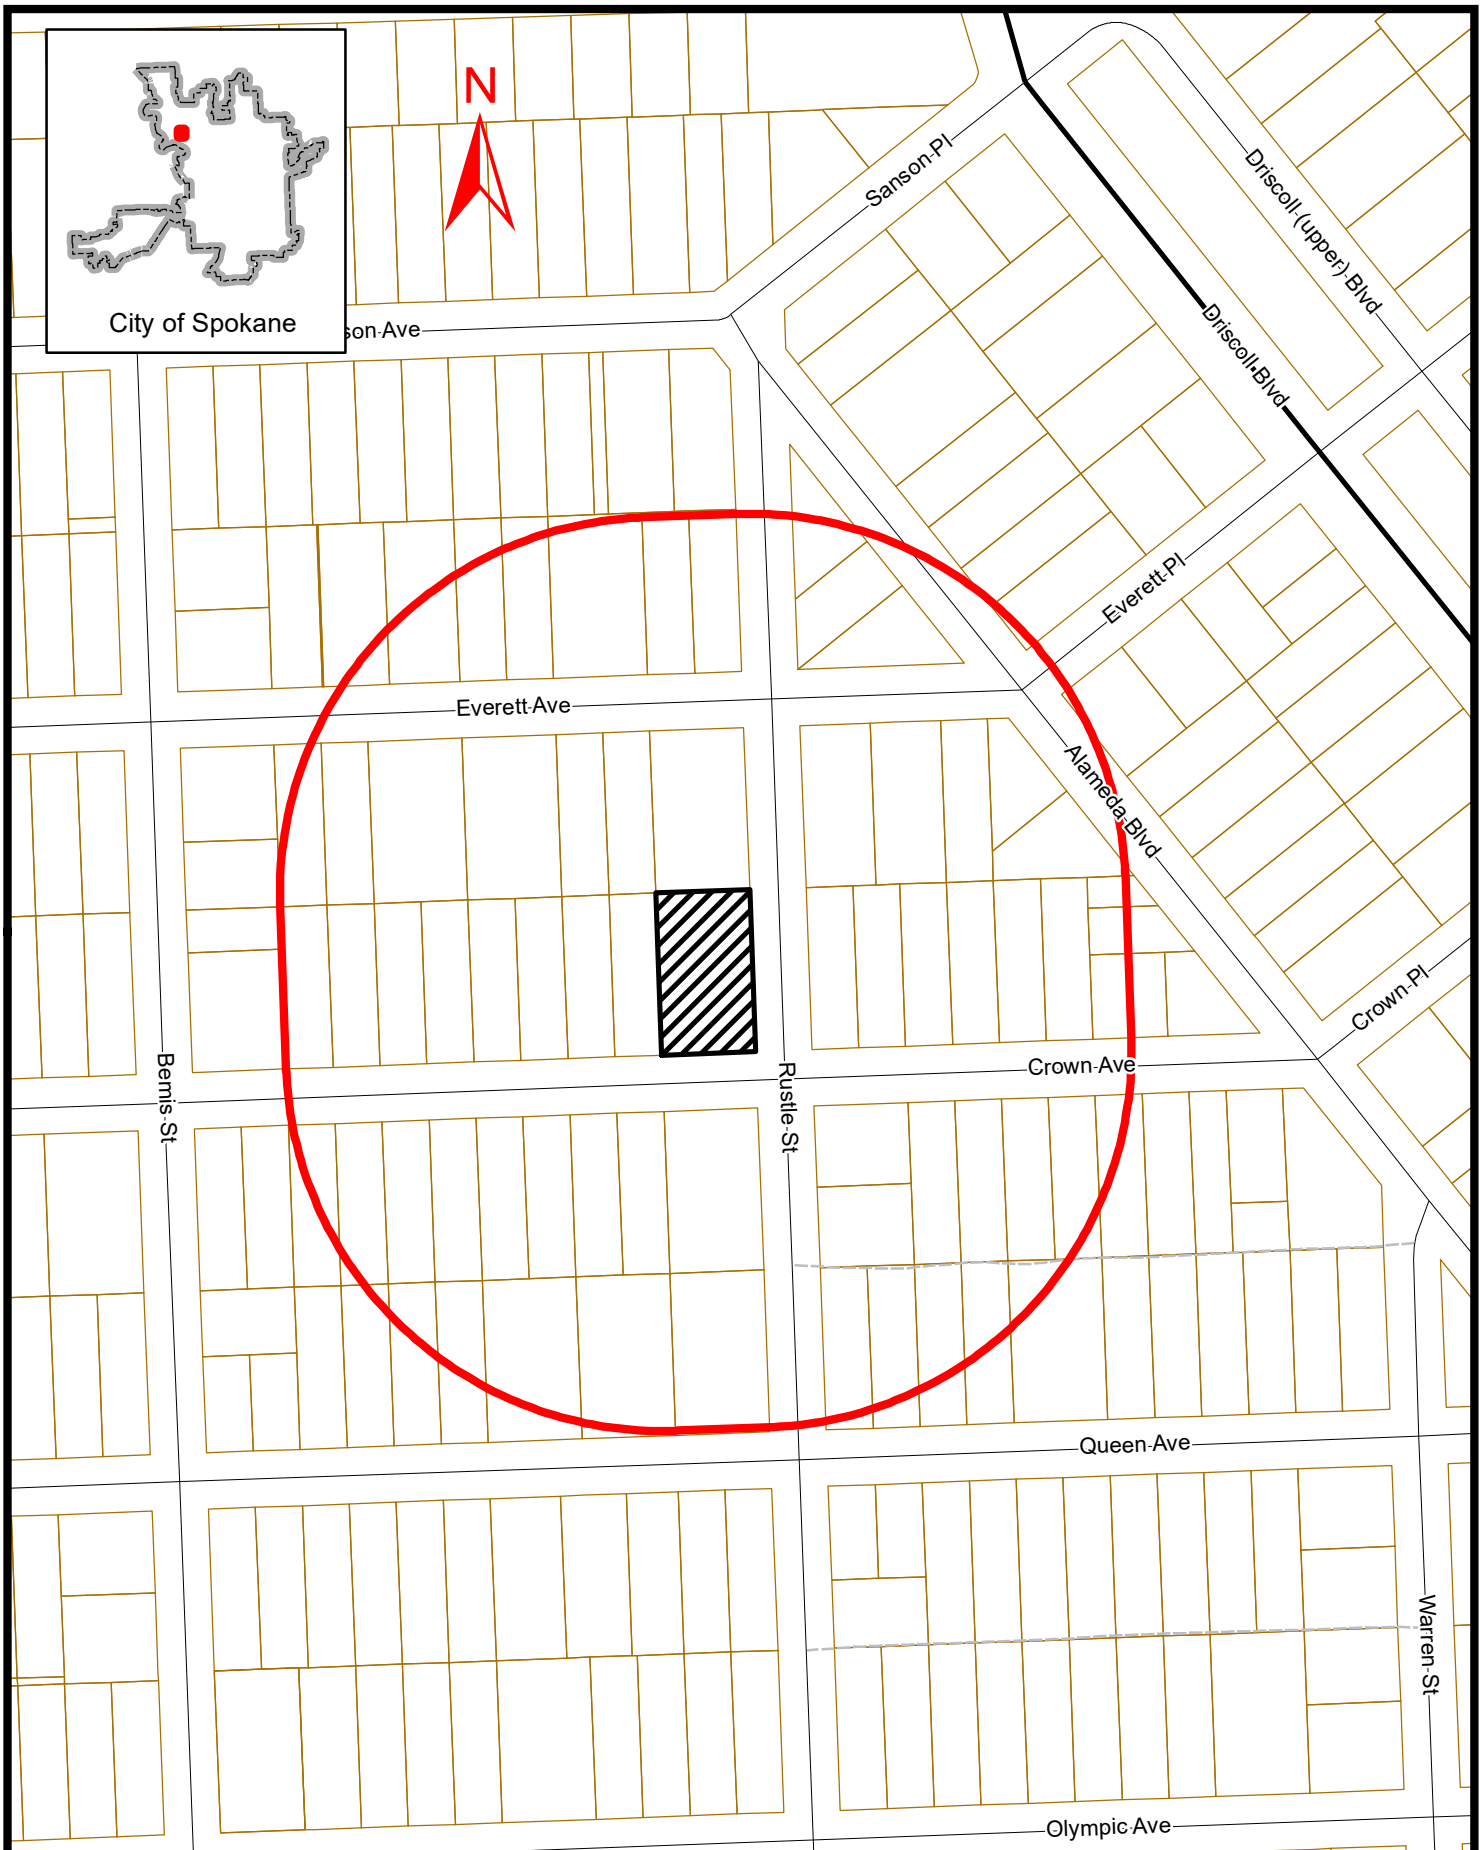 N
City of Spokane
son Ave
Sanson Pl
Driscoll (upper) Blvd
Driscoll Blvd
Everett Pl
Everett Ave
Alameda Blvd
Crown Pl
Crown Ave
Bemis St
Rustle St
Queen Ave
Warren St
Olympic Ave